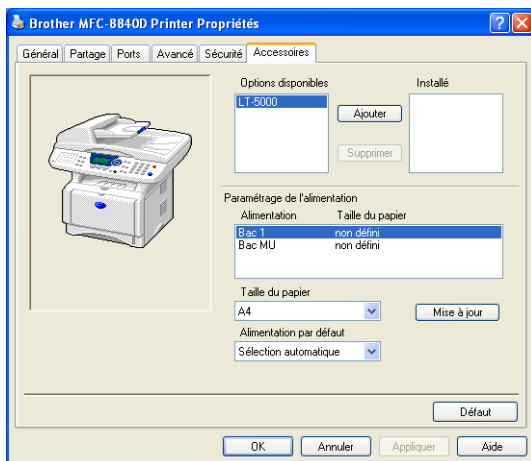 Brother MFC-8840D Printer Propriétés
Général Partage Ports Avancé Sécurité Accessoires
Options disponibles Installé
LT-5000
Ajouter
Supprimer
Paramétrage de l'alimentation
Alimentation Taille du papier
Bac 1 non défini
Bac MU non défini
Taille du papier
A4 Mise à jour
Alimentation par défaut
Sélection automatique
Défaut
OK Annuler Appliquer Aide